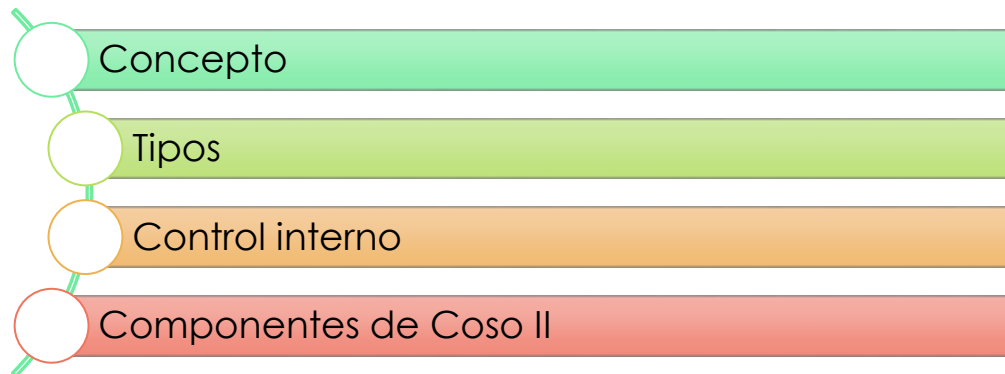 Concepto
Tipos
Control interno
Componentes de Coso II